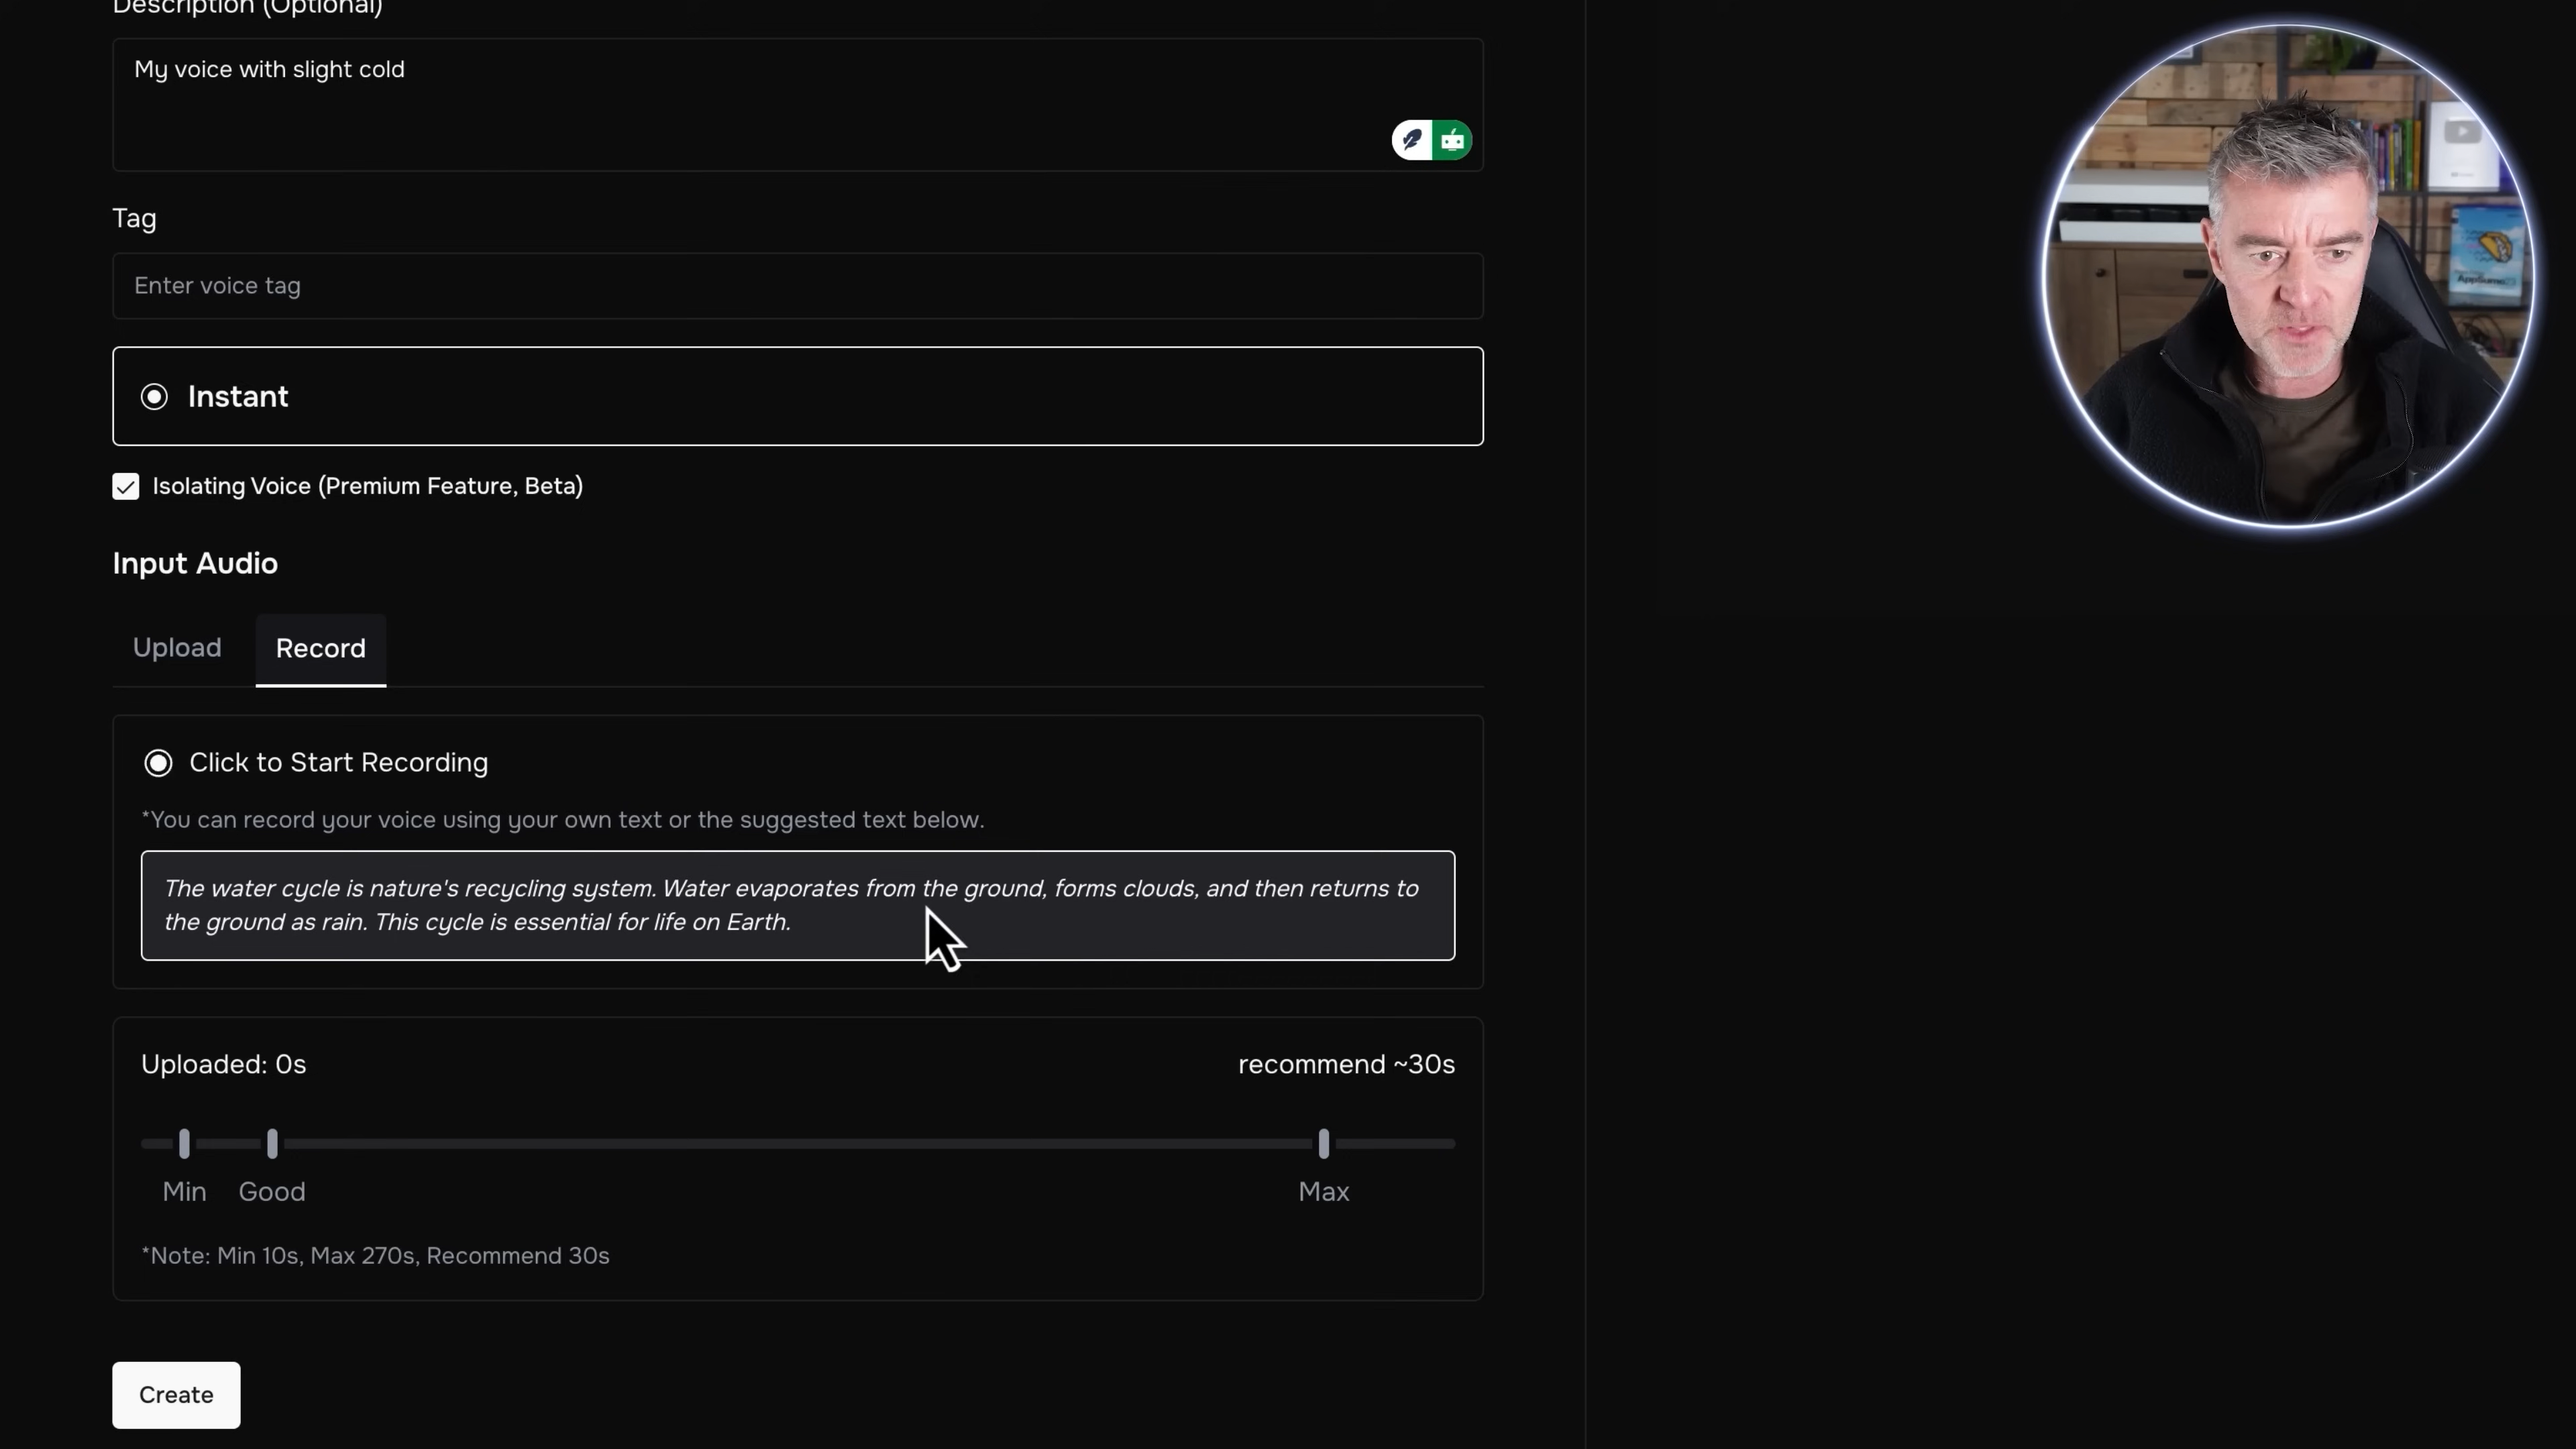 Description (Optional)
My voice with slight cold
Tag
Enter voice tag
Instant
Isolating Voice (Premium Feature, Beta)
Input Audio
Upload
Record
Click to Start Recording
*You can record your voice using your own text or the suggested text below.
The water cycle is nature's recycling system. Water evaporates from the ground, forms clouds, and then returns to
the ground as rain. This cycle is essential for life on Earth.
Uploaded: 0s
recommend ~30s
Min
Good
Max
*Note: Min 10s, Max 270s, Recommend 30s
Create